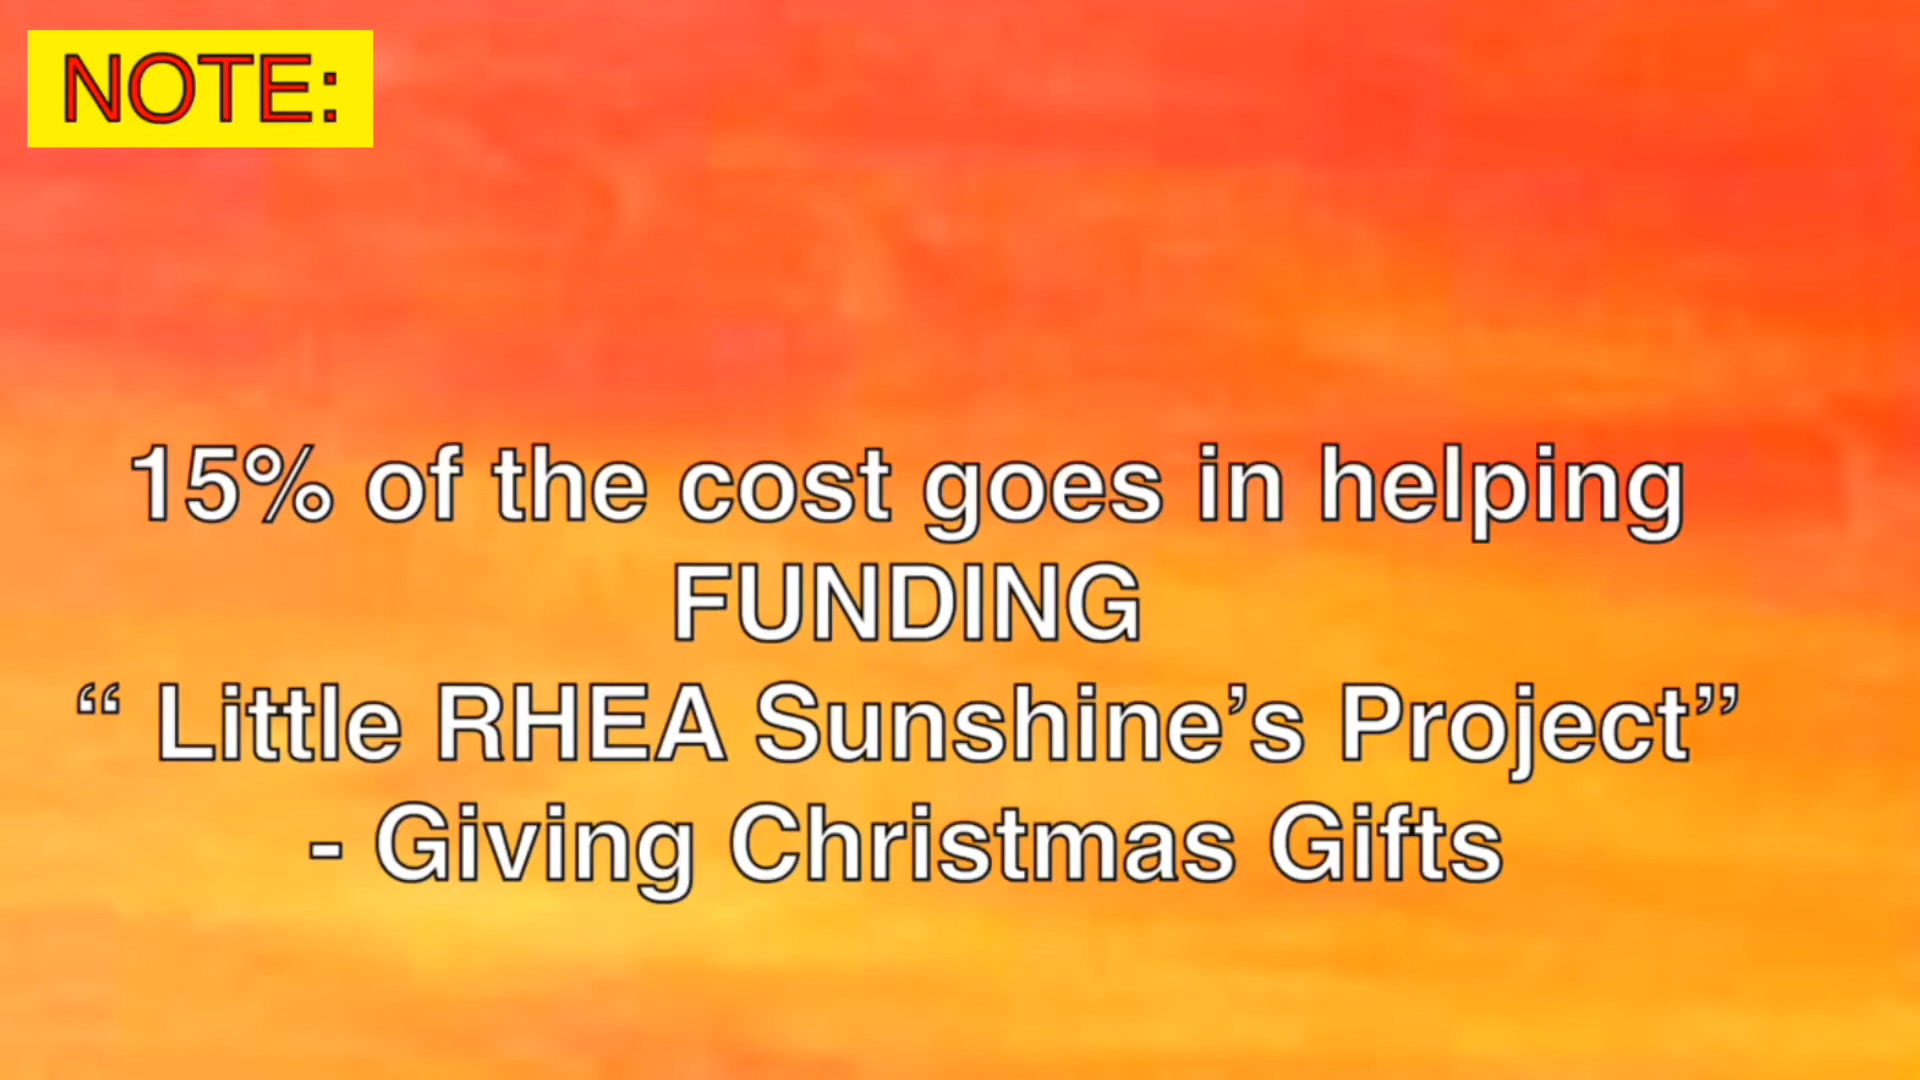 NOTE:
15% of the cost goes in helping
FUNDING
“ Little RHEA Sunshine’s Project”
- Giving Christmas Gifts